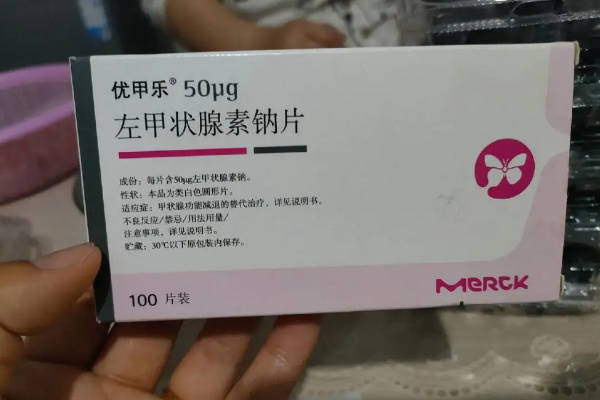 优甲乐® 50μg
左甲状腺素钠片
成份：每片含50μg左甲状腺素钠。
性状：本品为类白色圆形片。
适应症：甲状腺功能减退的替代治疗，详见说明书。
不良反应/禁忌/用法用量/
注意事项，详见说明书。
贮藏：30℃以下原包装内保存。
100 片装
MERCK